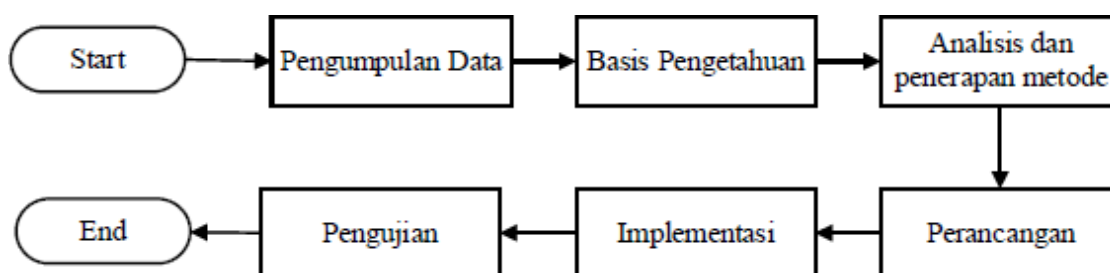 Start
Pengumpulan Data
Basis Pengetahuan
Analisis dan
penerapan metode
Perancangan
Implementasi
Pengujian
End